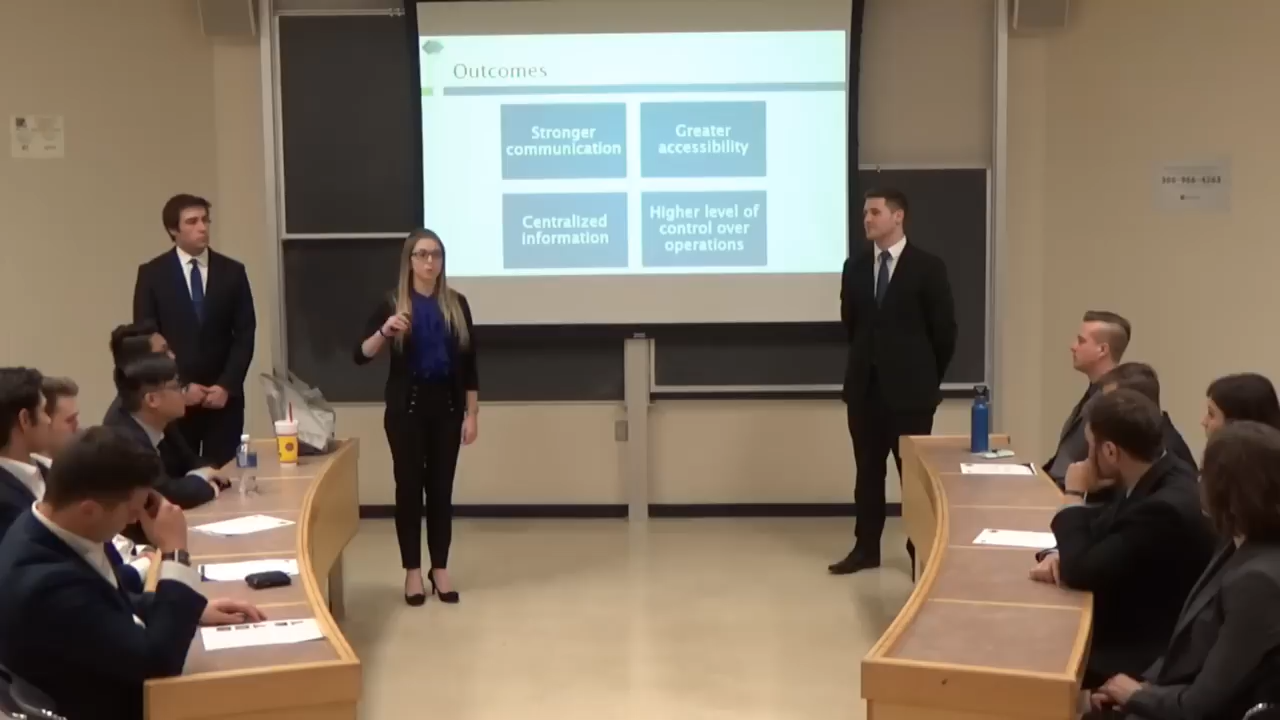 Outcomes
Stronger
communication
Greater
accessibility
Centralized
information
Higher level of
control over
operations